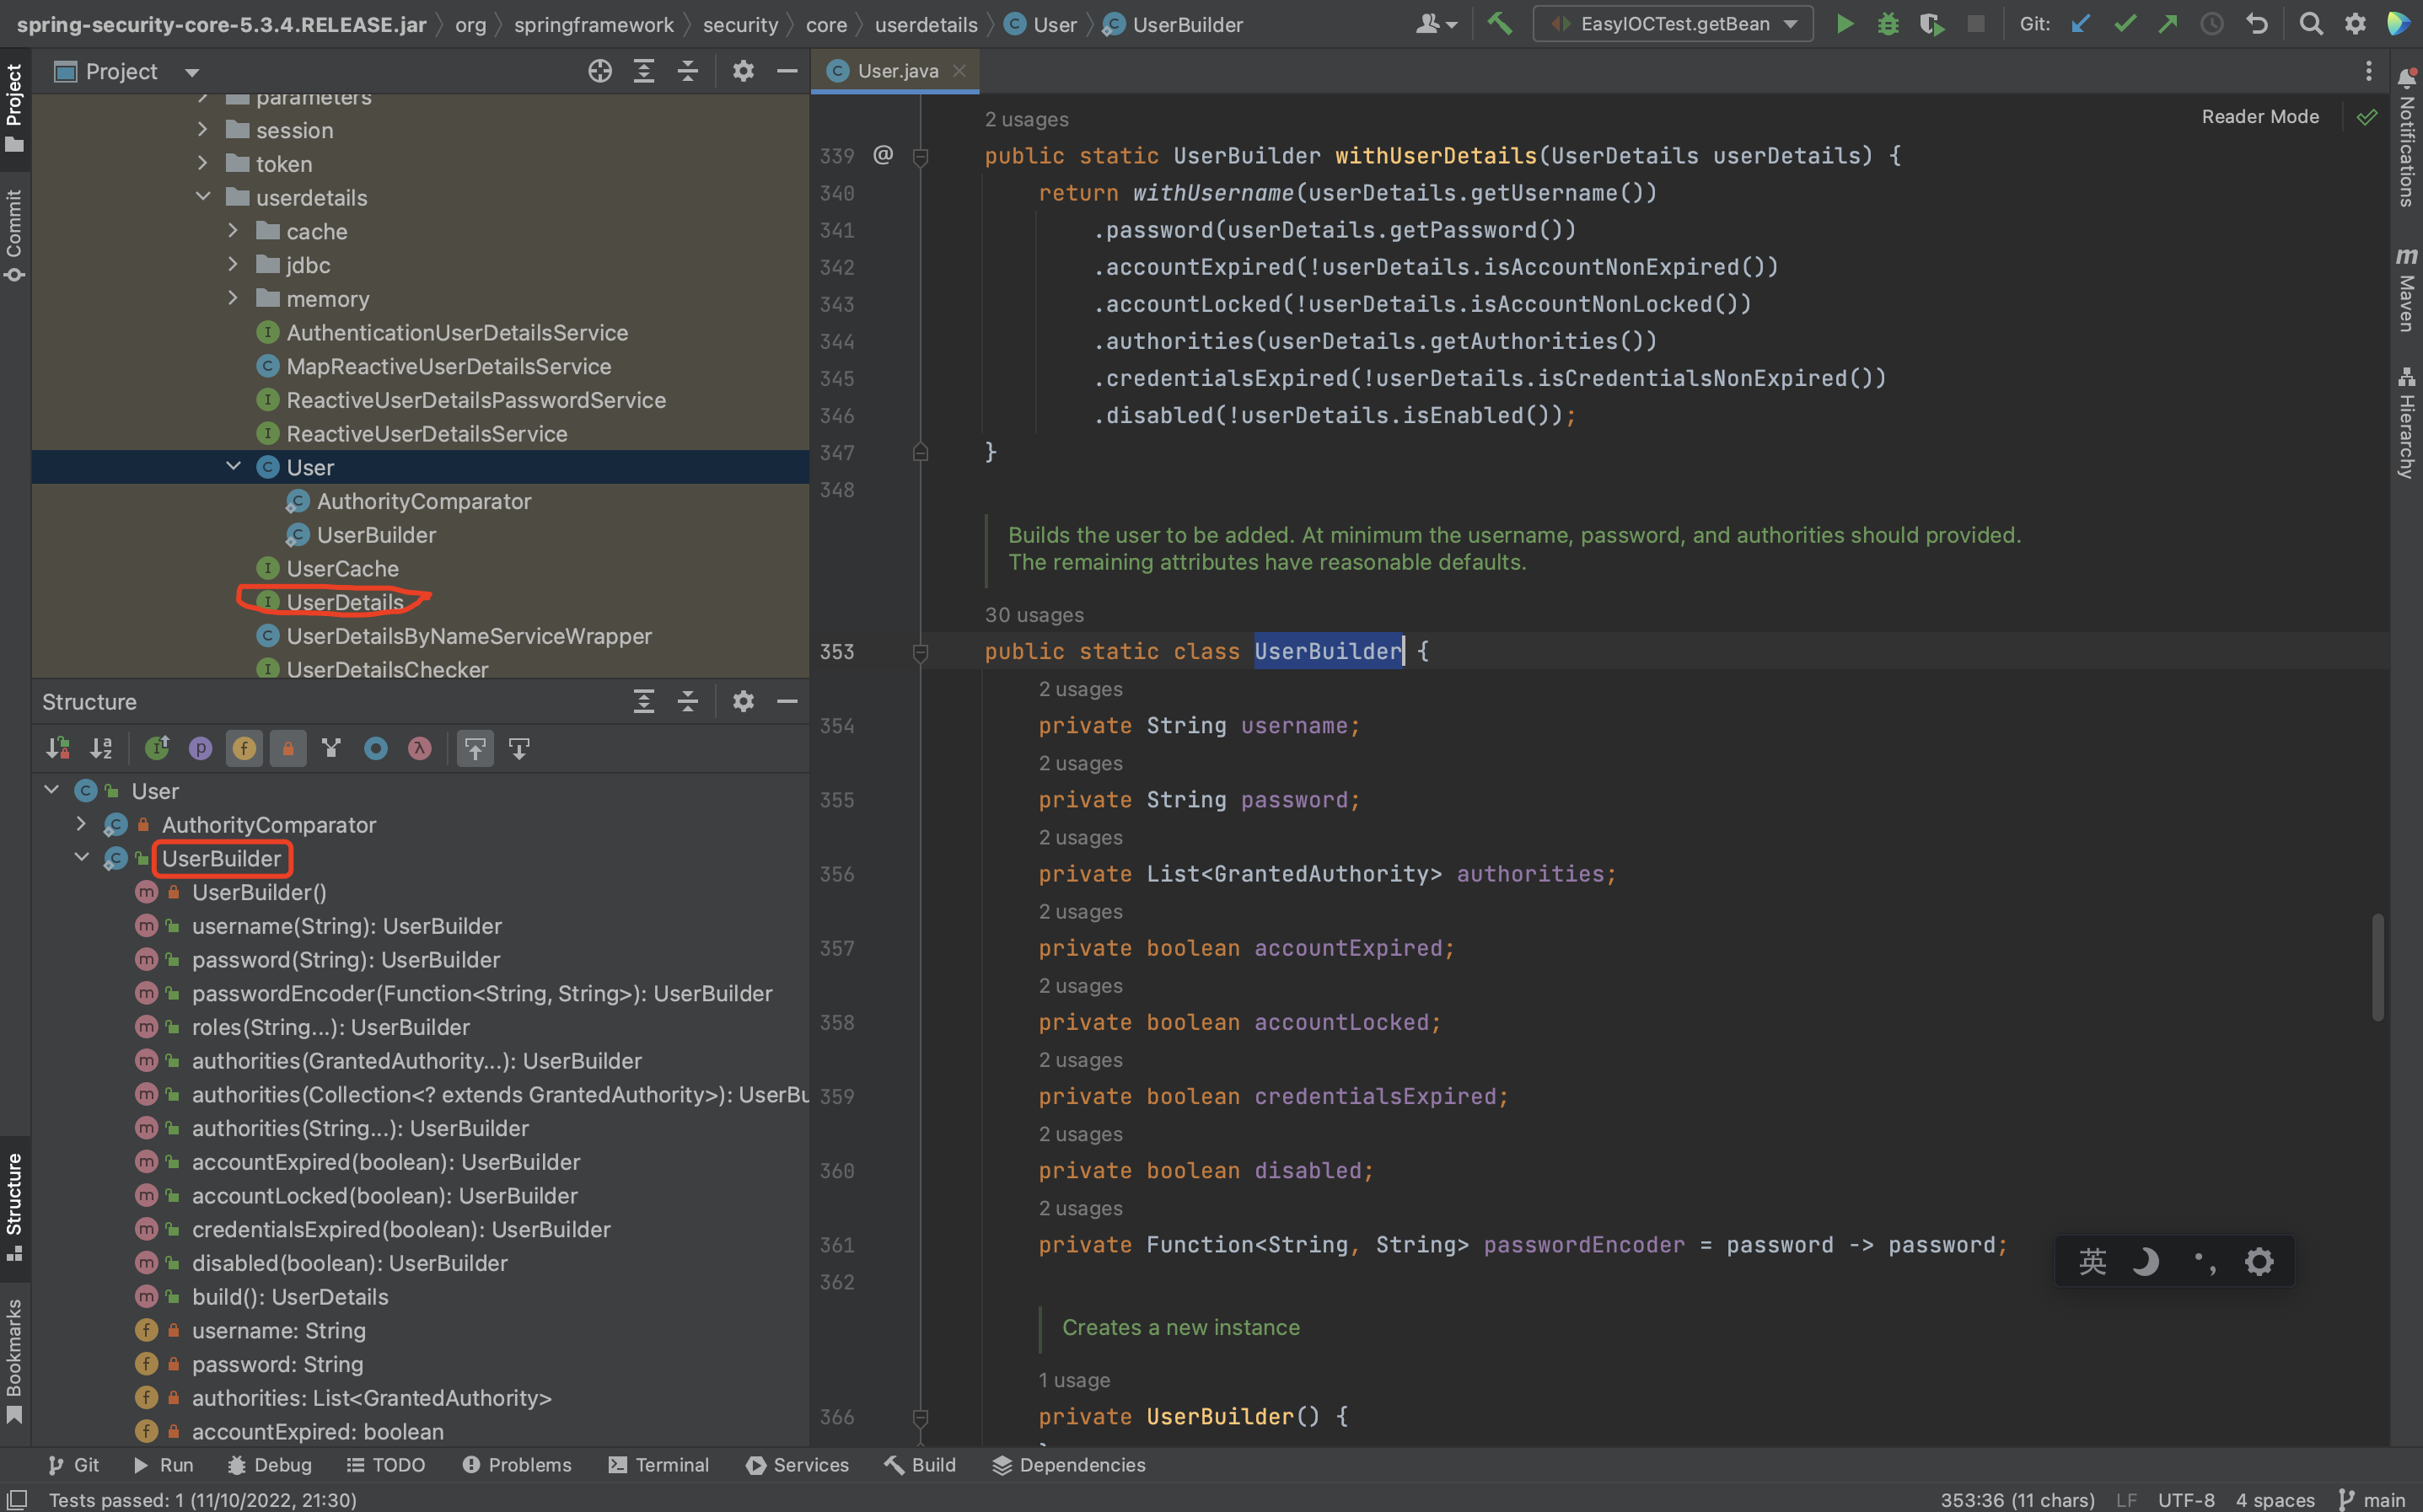 spring-security-core-5.3.4.RELEASE.jar org springframework security core userdetails User UserBuilder EasyIOCTest.getBean Git:
Project
Commit
Structure
Bookmarks
Project
parameters
session
token
userdetails
cache
jdbc
memory
AuthenticationUserDetailsService
MapReactiveUserDetailsService
ReactiveUserDetailsPasswordService
ReactiveUserDetailsService
User
AuthorityComparator
UserBuilder
UserCache
UserDetails
UserDetailsByNameServiceWrapper
UserDetailsChecker
Structure
User
AuthorityComparator
UserBuilder
UserBuilder()
username(String): UserBuilder
password(String): UserBuilder
passwordEncoder(Function<String, String>): UserBuilder
roles(String...): UserBuilder
authorities(GrantedAuthority...): UserBuilder
authorities(Collection<? extends GrantedAuthority>): UserBu
authorities(String...): UserBuilder
accountExpired(boolean): UserBuilder
accountLocked(boolean): UserBuilder
credentialsExpired(boolean): UserBuilder
disabled(boolean): UserBuilder
build(): UserDetails
username: String
password: String
authorities: List<GrantedAuthority>
accountExpired: boolean
User.java
Reader Mode
2 usages
339 @ public static UserBuilder withUserDetails(UserDetails userDetails) {
340 return withUsername(userDetails.getUsername())
341 .password(userDetails.getPassword())
342 .accountExpired(!userDetails.isAccountNonExpired())
343 .accountLocked(!userDetails.isAccountNonLocked())
344 .authorities(userDetails.getAuthorities())
345 .credentialsExpired(!userDetails.isCredentialsNonExpired())
346 .disabled(!userDetails.isEnabled());
347 }
348
Builds the user to be added. At minimum the username, password, and authorities should provided.
The remaining attributes have reasonable defaults.
30 usages
353 public static class UserBuilder {
2 usages
354 private String username;
2 usages
355 private String password;
2 usages
356 private List<GrantedAuthority> authorities;
2 usages
357 private boolean accountExpired;
2 usages
358 private boolean accountLocked;
2 usages
359 private boolean credentialsExpired;
2 usages
360 private boolean disabled;
2 usages
361 private Function<String, String> passwordEncoder = password -> password;
362
Creates a new instance
1 usage
366 private UserBuilder() {
英
Notifications
Maven
Hierarchy
Git Run Debug TODO Problems Terminal Services Build Dependencies
Tests passed: 1 (11/10/2022, 21:30) 353:36 (11 chars) LF UTF-8 4 spaces main